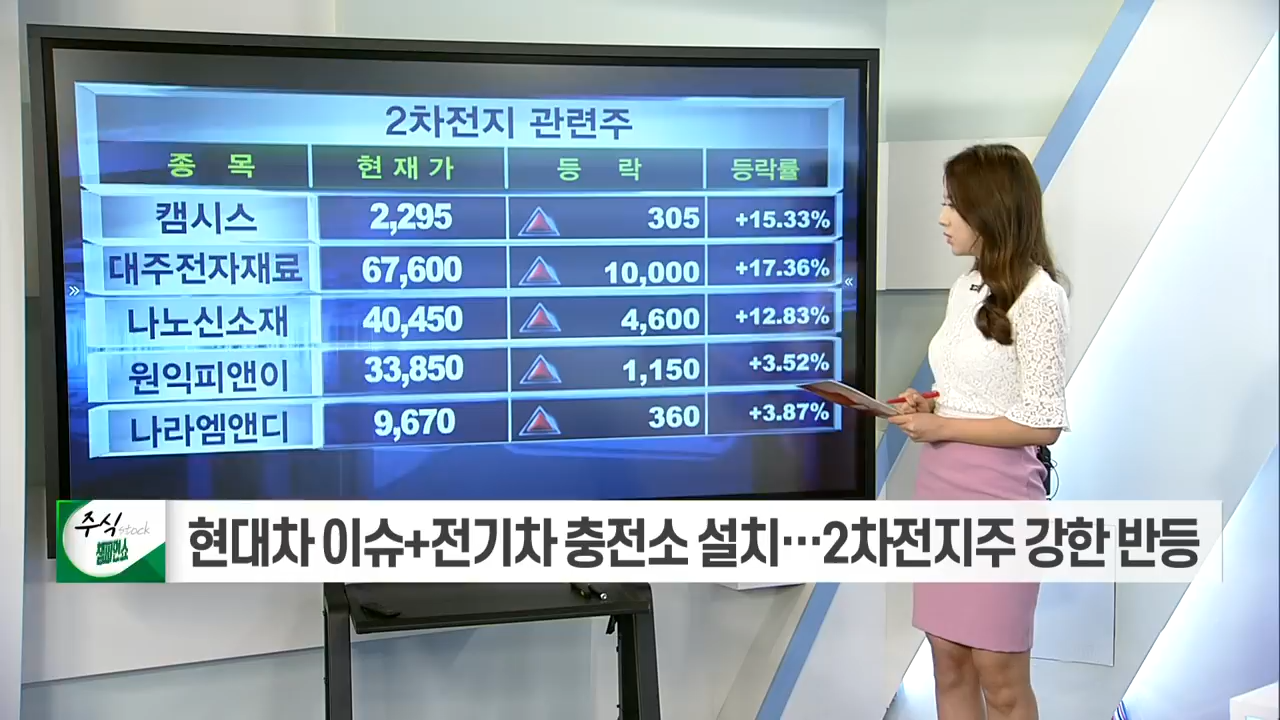 2차전지 관련주
종 목 현 재 가 등 락 등락률
캠시스 2,295 ▲ 305 +15.33%
대주전자재료 67,600 ▲ 10,000 +17.36%
나노신소재 40,450 ▲ 4,600 +12.83%
원익피앤이 33,850 ▲ 1,150 +3.52%
나라엠앤디 9,670 ▲ 360 +3.87%
» «
주식 stock
챔피언쇼
현대차 이슈+전기차 충전소 설치…2차전지주 강한 반등